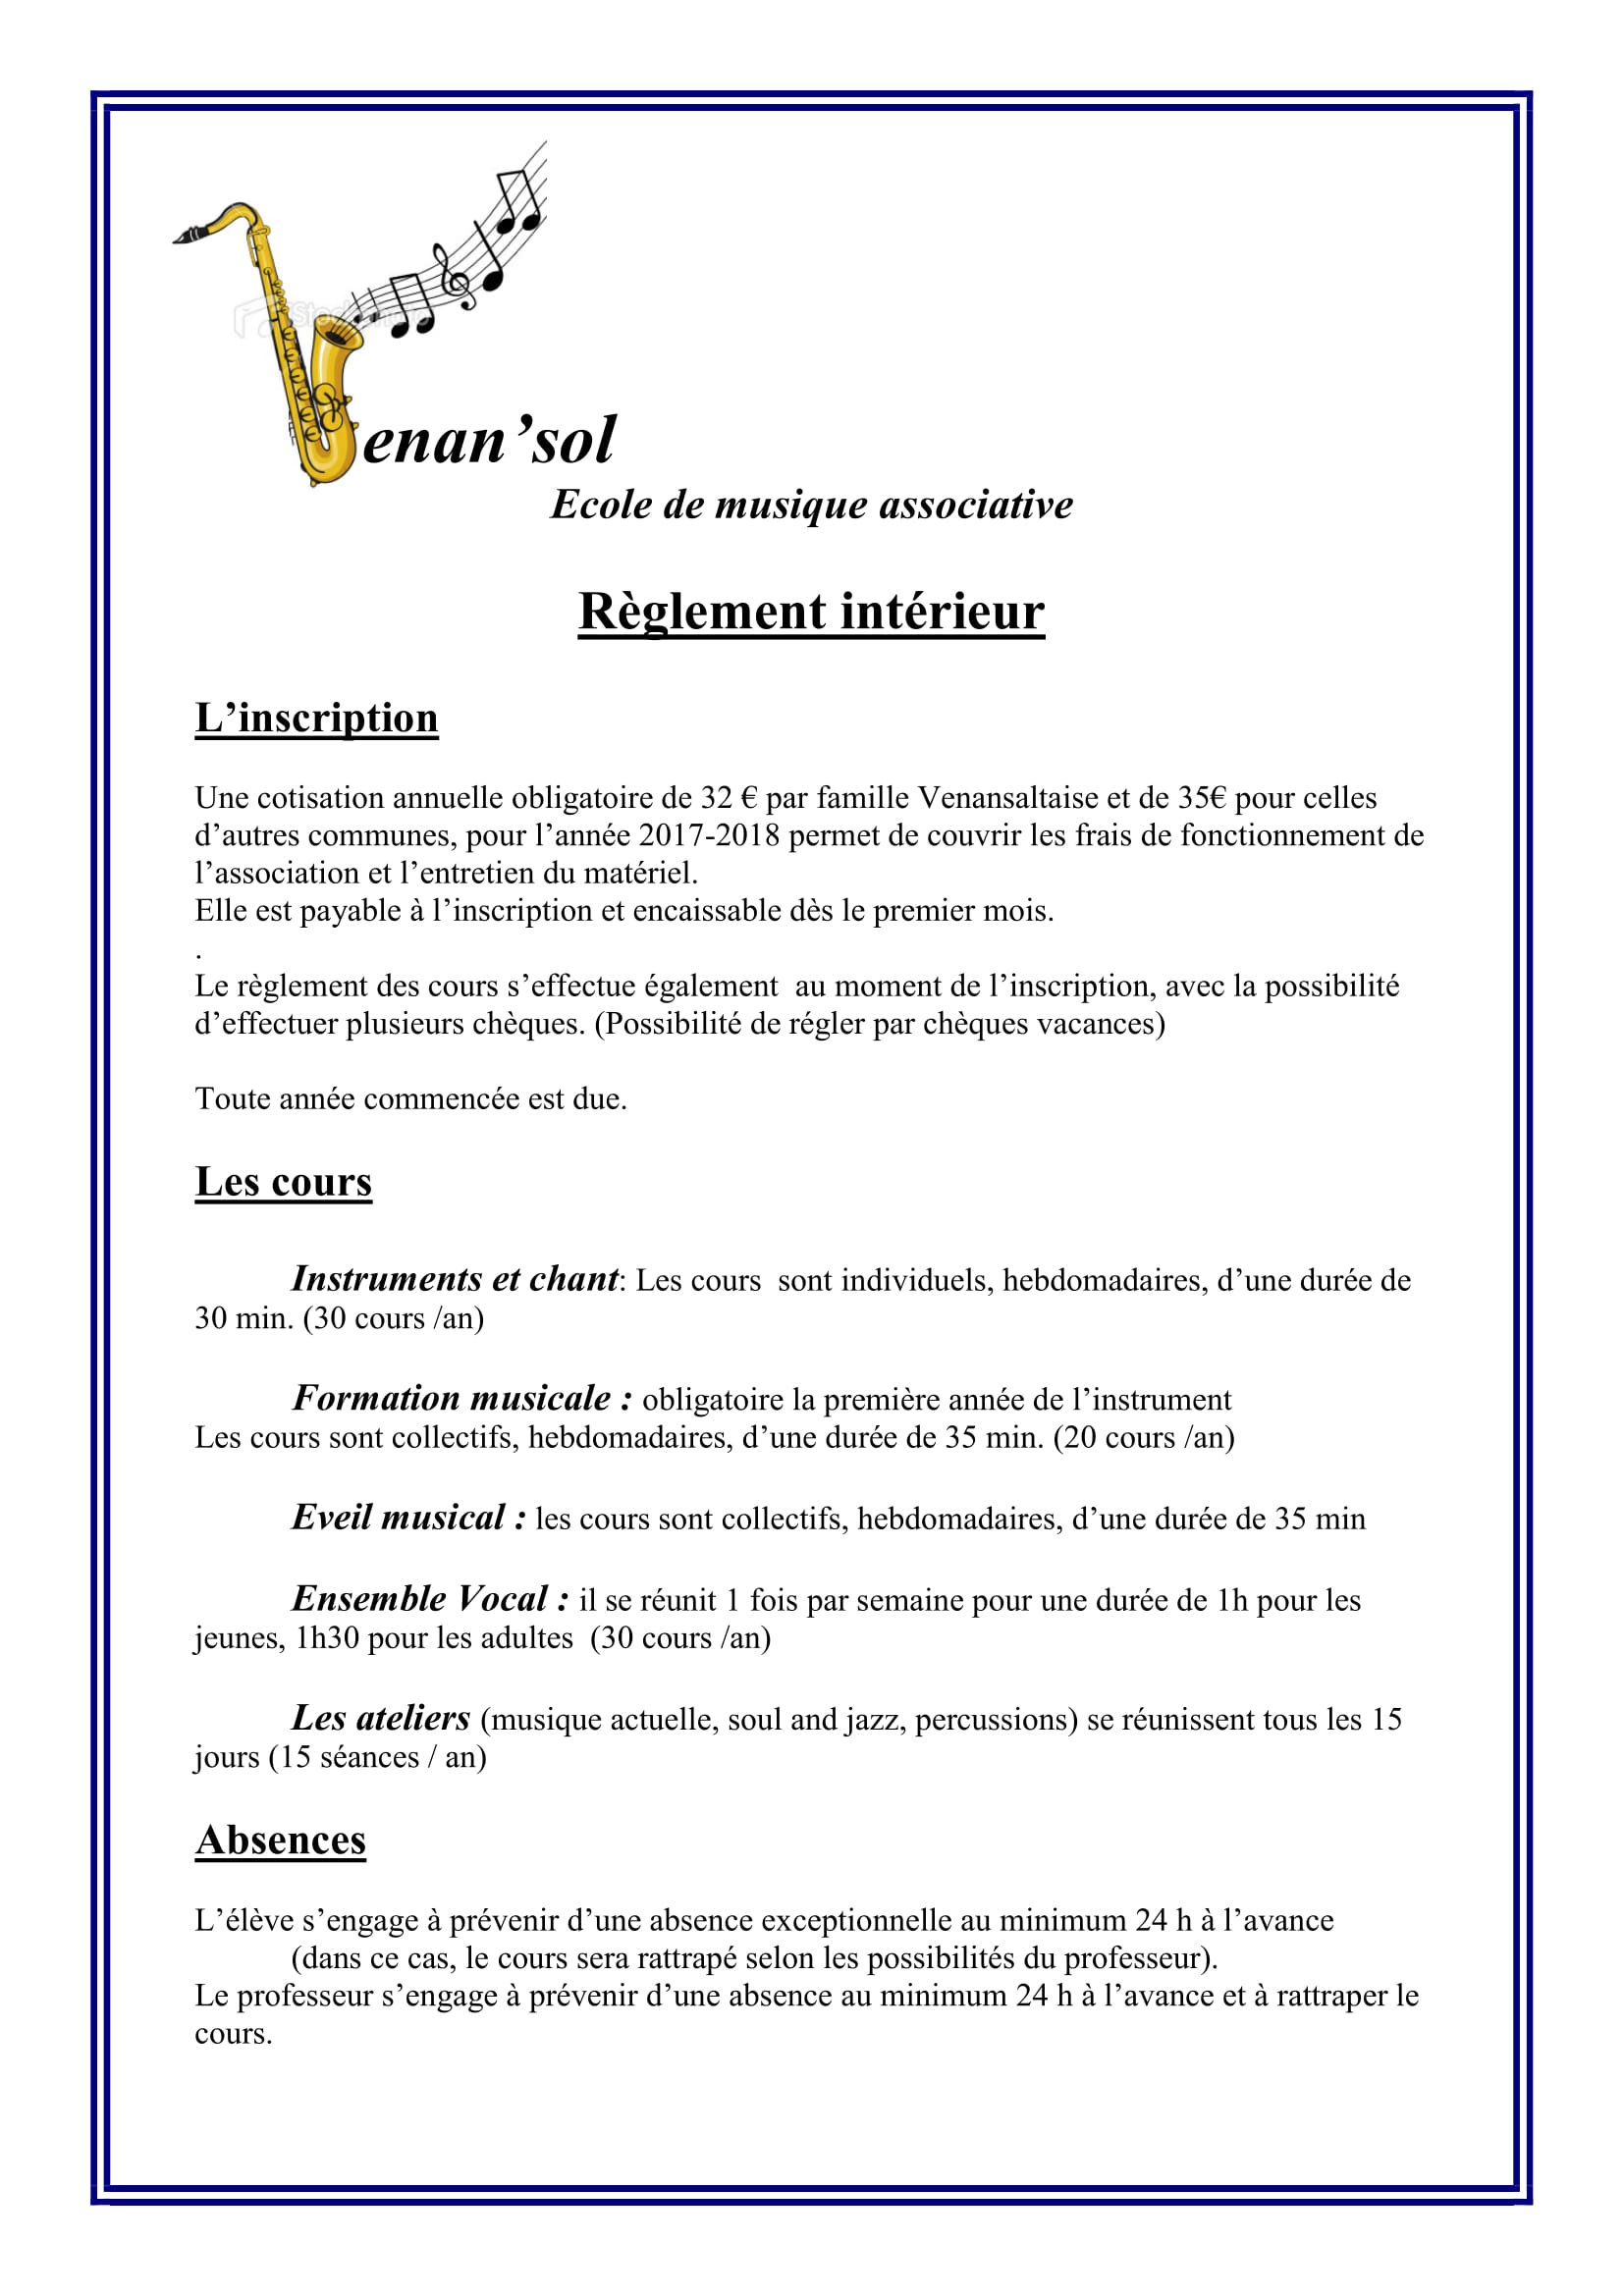 enan’sol
Ecole de musique associative
Règlement intérieur
L’inscription
Une cotisation annuelle obligatoire de 32 € par famille Venansaltaise et de 35€ pour celles
d’autres communes, pour l’année 2017-2018 permet de couvrir les frais de fonctionnement de
l’association et l’entretien du matériel.
Elle est payable à l’inscription et encaissable dès le premier mois.
.
Le règlement des cours s’effectue également  au moment de l’inscription, avec la possibilité
d’effectuer plusieurs chèques. (Possibilité de régler par chèques vacances)
Toute année commencée est due.
Les cours
Instruments et chant: Les cours  sont individuels, hebdomadaires, d’une durée de
30 min. (30 cours /an)
Formation musicale : obligatoire la première année de l’instrument
Les cours sont collectifs, hebdomadaires, d’une durée de 35 min. (20 cours /an)
Eveil musical : les cours sont collectifs, hebdomadaires, d’une durée de 35 min
Ensemble Vocal : il se réunit 1 fois par semaine pour une durée de 1h pour les
jeunes, 1h30 pour les adultes  (30 cours /an)
Les ateliers (musique actuelle, soul and jazz, percussions) se réunissent tous les 15
jours (15 séances / an)
Absences
L’élève s’engage à prévenir d’une absence exceptionnelle au minimum 24 h à l’avance
(dans ce cas, le cours sera rattrapé selon les possibilités du professeur).
Le professeur s’engage à prévenir d’une absence au minimum 24 h à l’avance et à rattraper le
cours.